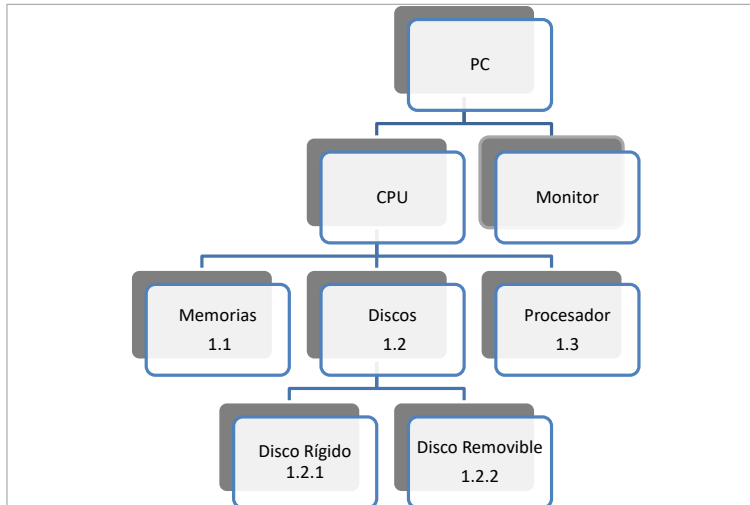 PC
CPU
Monitor
Memorias
1.1
Discos
1.2
Procesador
1.3
Disco Rígido
1.2.1
Disco Removible
1.2.2